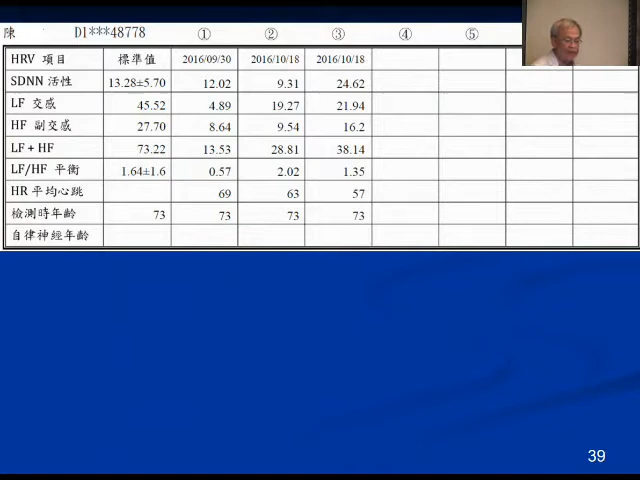 陳 D1***48778 ① ② ③ ④ ⑤
HRV 項目 標準值 2016/09/30 2016/10/18 2016/10/18
SDNN 活性 13.28±5.70 12.02 9.31 24.62
LF 交感 45.52 4.89 19.27 21.94
HF 副交感 27.70 8.64 9.54 16.2
LF + HF 73.22 13.53 28.81 38.14
LF/HF 平衡 1.64±1.6 0.57 2.02 1.35
HR 平均心跳 69 63 57
檢測時年齡 73 73 73 73
自律神經年齡
39